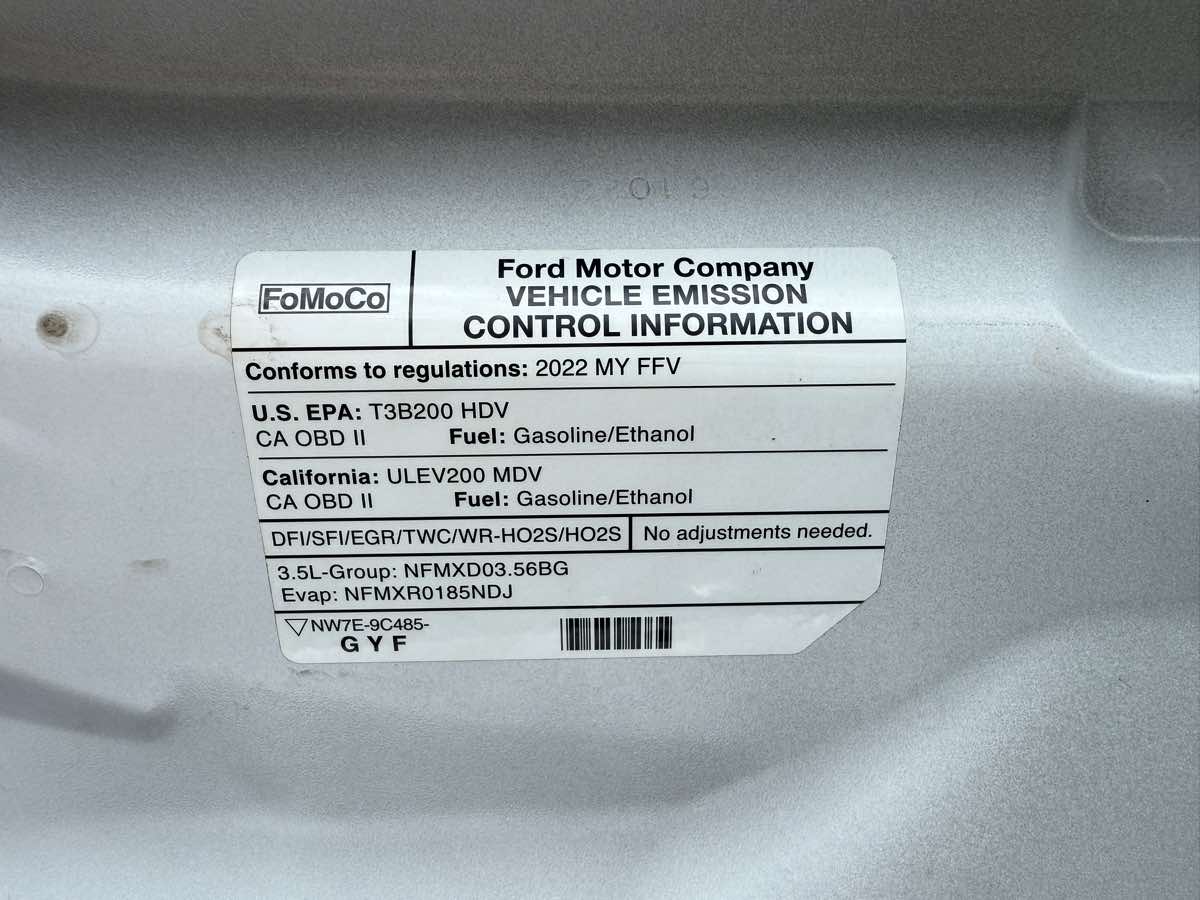 FoMoCo
Ford Motor Company
VEHICLE EMISSION
CONTROL INFORMATION
Conforms to regulations: 2022 MY FFV
U.S. EPA: T3B200 HDV
CA OBD II Fuel: Gasoline/Ethanol
California: ULEV200 MDV
CA OBD II Fuel: Gasoline/Ethanol
DFI/SFI/EGR/TWC/WR-HO2S/HO2S No adjustments needed.
3.5L-Group: NFMXD03.56BG
Evap: NFMXR0185NDJ
NW7E-9C485-
G Y F